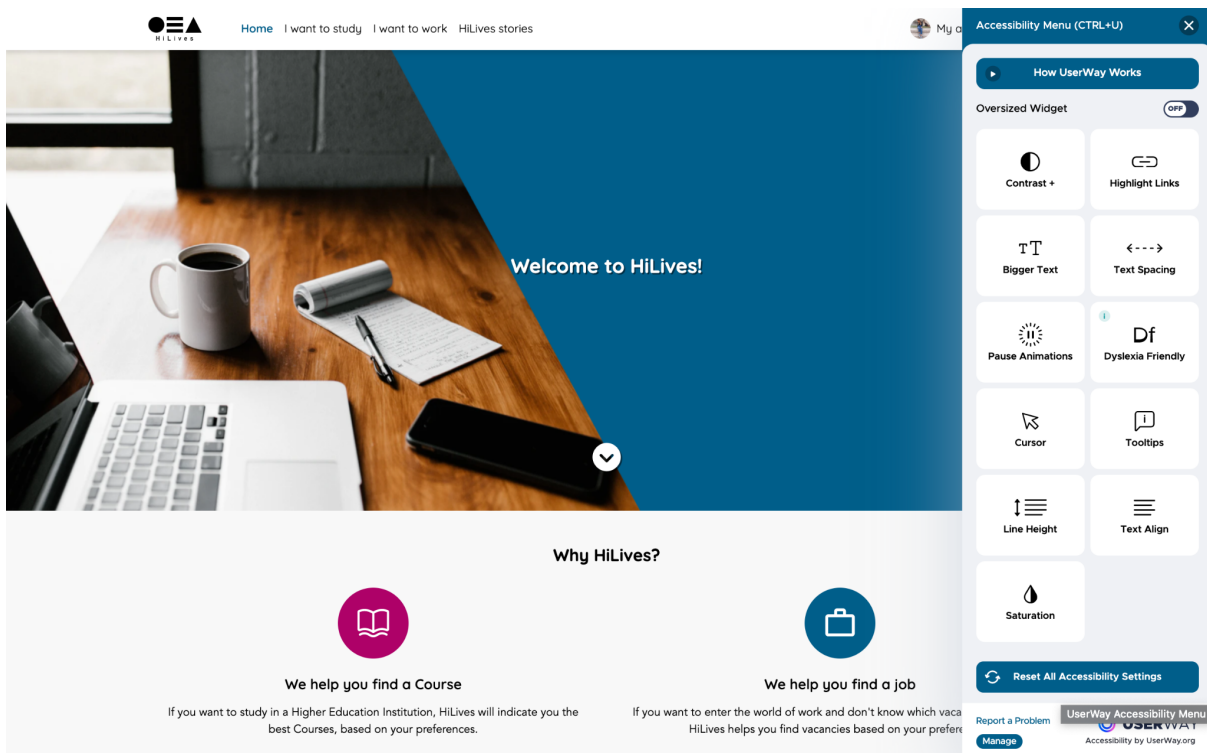 HiLives
Home I want to study I want to work HiLives stories
My a
Accessibility Menu (CTRL+U)
How UserWay Works
Oversized Widget
OFF
Contrast +
Highlight Links
TT
Bigger Text
Text Spacing
Pause Animations
i
Df
Dyslexia Friendly
Cursor
Tooltips
Line Height
Text Align
Saturation
Reset All Accessibility Settings
Report a Problem
UserWay Accessibility Menu
USERWAY
Manage
Accessibility by UserWay.org
Welcome to HiLives!
Why HiLives?
We help you find a Course
If you want to study in a Higher Education Institution, HiLives will indicate you the
best Courses, based on your preferences.
We help you find a job
If you want to enter the world of work and don't know which vaca
HiLives helps you find vacancies based on your prefere